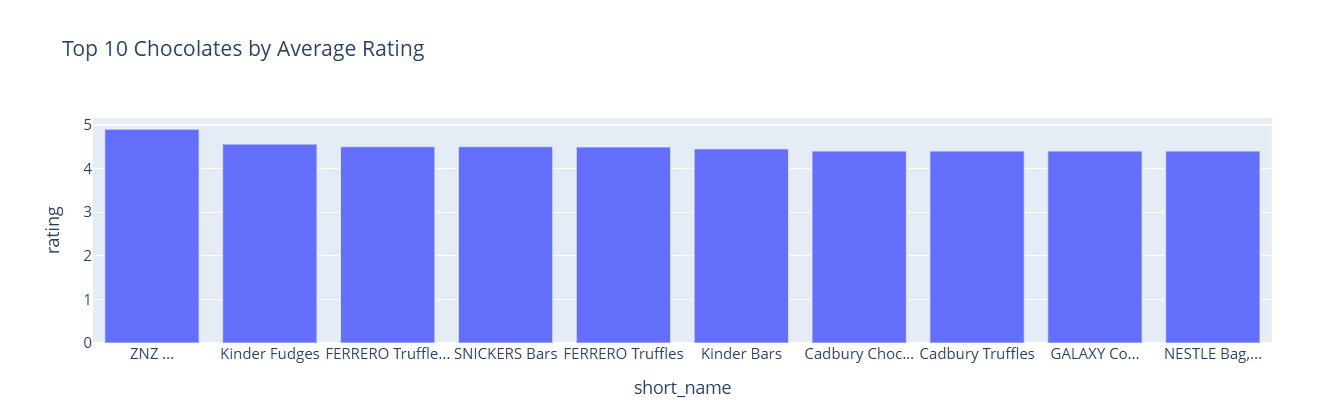 Top 10 Chocolates by Average Rating
5
4
3
2
1
0
rating
ZNZ ... Kinder Fudges FERRERO Truffle... SNICKERS Bars FERRERO Truffles Kinder Bars Cadbury Choc... Cadbury Truffles GALAXY Co... NESTLE Bag,...
short_name